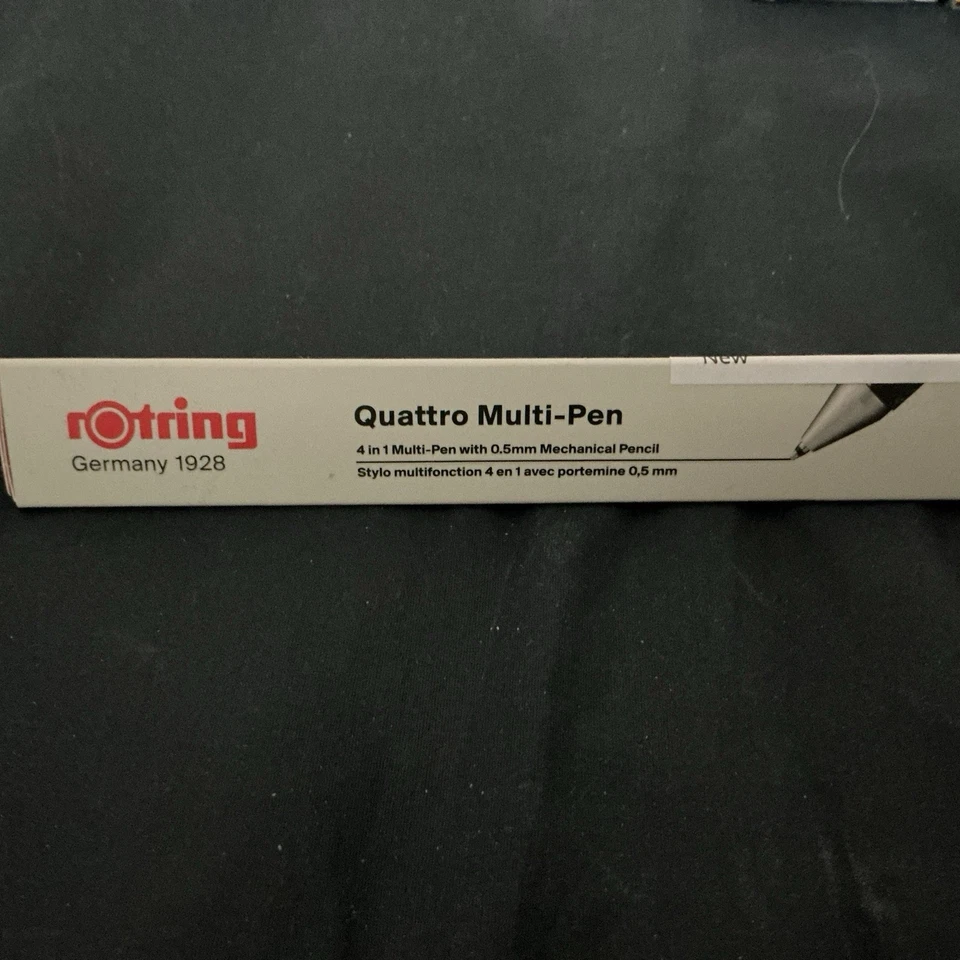 New
rotring
Germany 1928
Quattro Multi-Pen
4 in 1 Multi-Pen with 0.5mm Mechanical Pencil
Stylo multifonction 4 en 1 avec portemine 0,5 mm